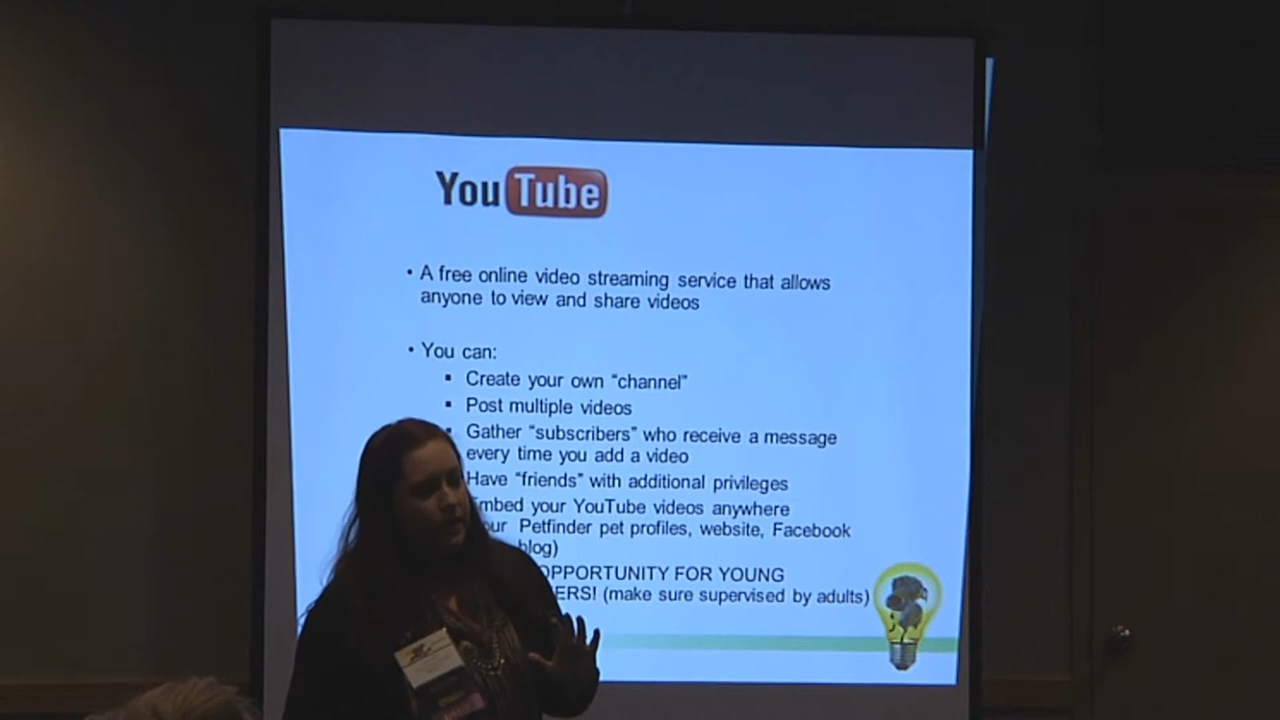 YouTube
• A free online video streaming service that allows
anyone to view and share videos
• You can:
▪ Create your own “channel”
▪ Post multiple videos
▪ Gather “subscribers” who receive a message
every time you add a video
Have “friends” with additional privileges
Embed your YouTube videos anywhere
Petfinder pet profiles, website, Facebook
blog)
OPPORTUNITY FOR YOUNG
(make sure supervised by adults)